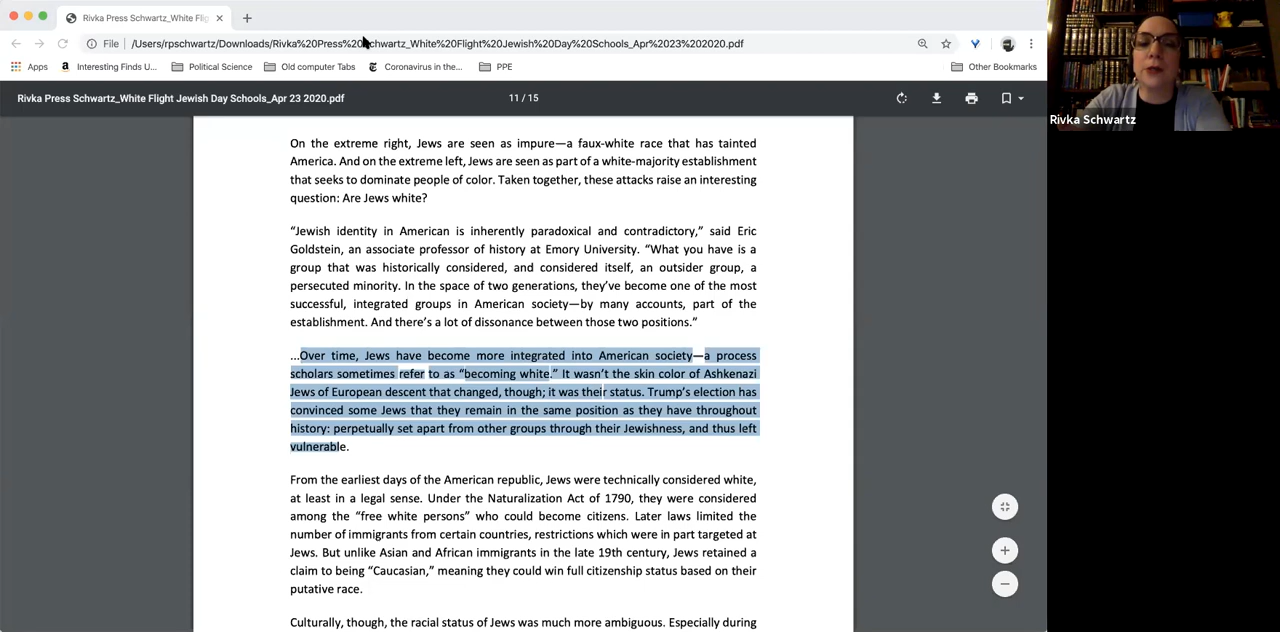 Rivka Press Schwartz_White Flig
File /Users/rpschwartz/Downloads/Rivka%20Press%20Schwartz_White%20Flight%20Jewish%20Day%20Schools_Apr%2023%202020.pdf
Apps Interesting Finds U... Political Science Old computer Tabs Coronavirus in the... PPE Other Bookmarks
Rivka Press Schwartz_White Flight Jewish Day Schools_Apr 23 2020.pdf 11 / 15
Rivka Schwartz
On the extreme right, Jews are seen as impure—a faux-white race that has tainted
America. And on the extreme left, Jews are seen as part of a white-majority establishment
that seeks to dominate people of color. Taken together, these attacks raise an interesting
question: Are Jews white?
“Jewish identity in American is inherently paradoxical and contradictory,” said Eric
Goldstein, an associate professor of history at Emory University. “What you have is a
group that was historically considered, and considered itself, an outsider group, a
persecuted minority. In the space of two generations, they’ve become one of the most
successful, integrated groups in American society—by many accounts, part of the
establishment. And there’s a lot of dissonance between those two positions.”
...Over time, Jews have become more integrated into American society—a process
scholars sometimes refer to as “becoming white.” It wasn’t the skin color of Ashkenazi
Jews of European descent that changed, though; it was their status. Trump’s election has
convinced some Jews that they remain in the same position as they have throughout
history: perpetually set apart from other groups through their Jewishness, and thus left
vulnerable.
From the earliest days of the American republic, Jews were technically considered white,
at least in a legal sense. Under the Naturalization Act of 1790, they were considered
among the “free white persons” who could become citizens. Later laws limited the
number of immigrants from certain countries, restrictions which were in part targeted at
Jews. But unlike Asian and African immigrants in the late 19th century, Jews retained a
claim to being “Caucasian,” meaning they could win full citizenship status based on their
putative race.
Culturally, though, the racial status of Jews was much more ambiguous. Especially during